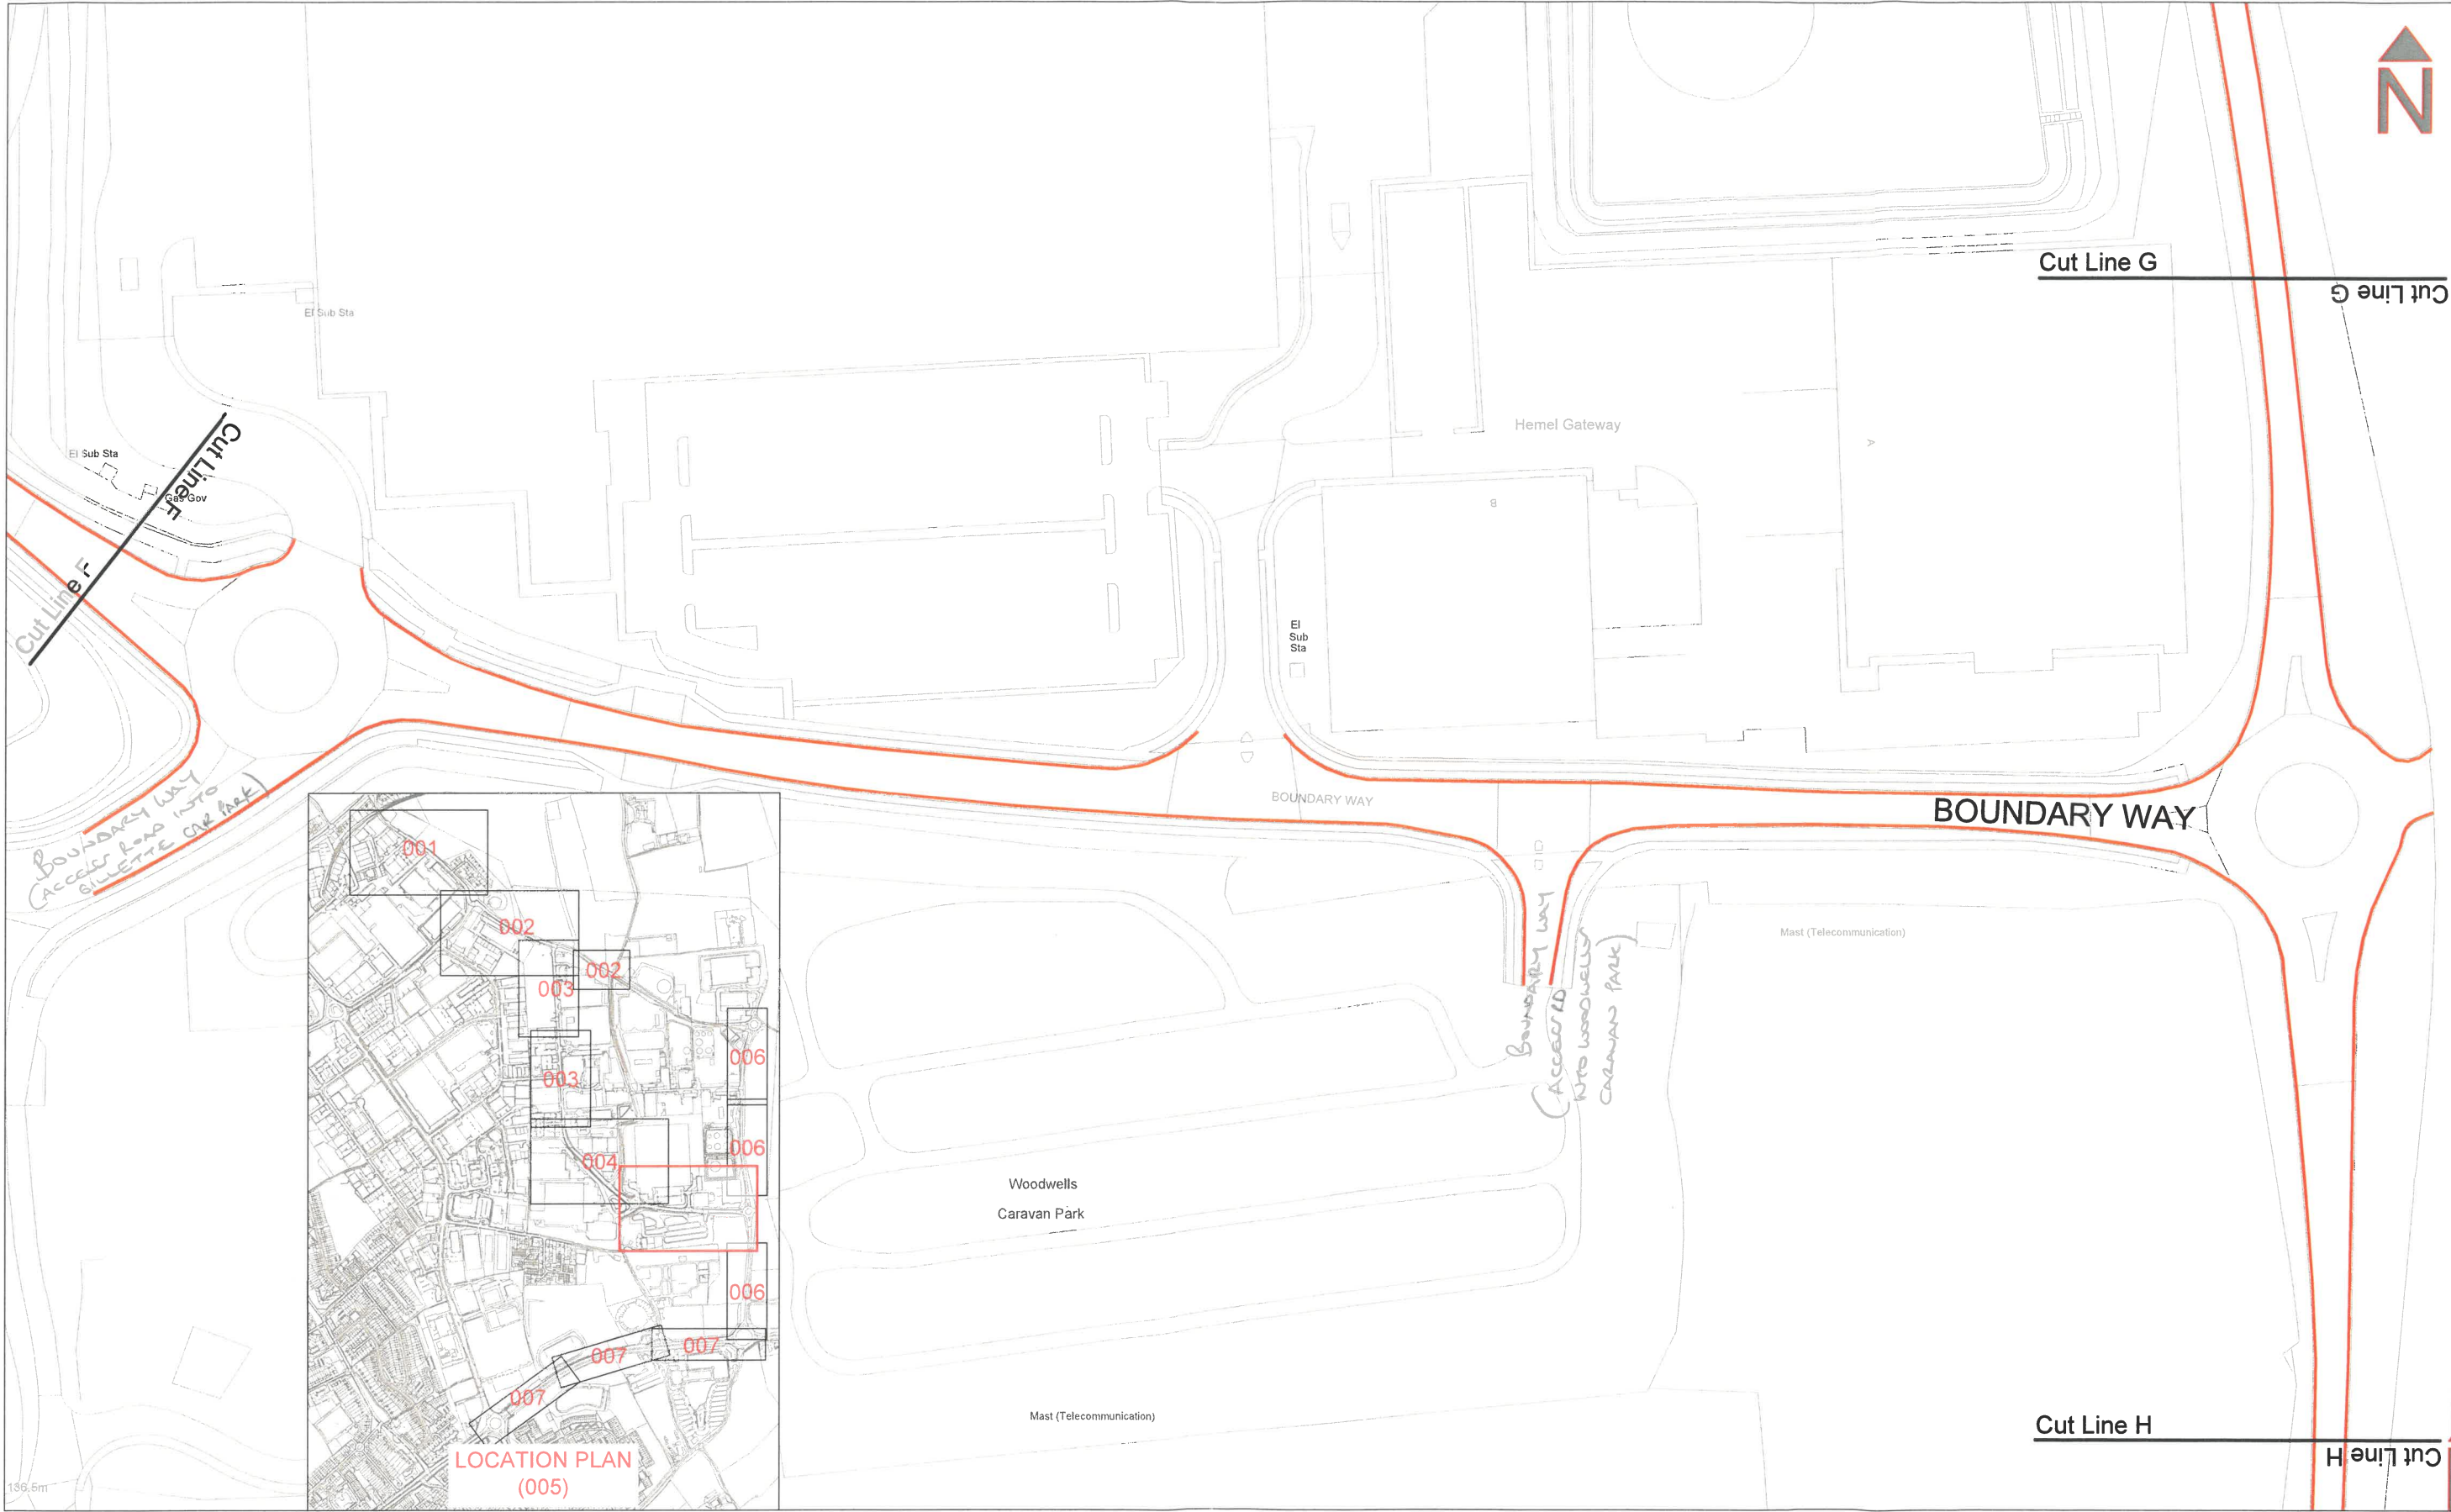 N
Cut Line G
Cut Line G
El Sub Sta
Hemel Gateway
A
El Sub Sta
Cut Line F
Gas Gov
B
Cut Line F
El
Sub
Sta
BOUNDARY WAY
(ACCESS ROAD INTO
GILLETTE CAR PARK)
BOUNDARY WAY
BOUNDARY WAY
BOUNDARY WAY
(ACCESS RD
INTO WOODWELLS
CARAVAN PARK)
Mast (Telecommunication)
001
002
002
003
006
003
006
004
006
007
007
007
LOCATION PLAN
(005)
Woodwells
Caravan Park
Mast (Telecommunication)
Cut Line H
Cut Line H
136.5m